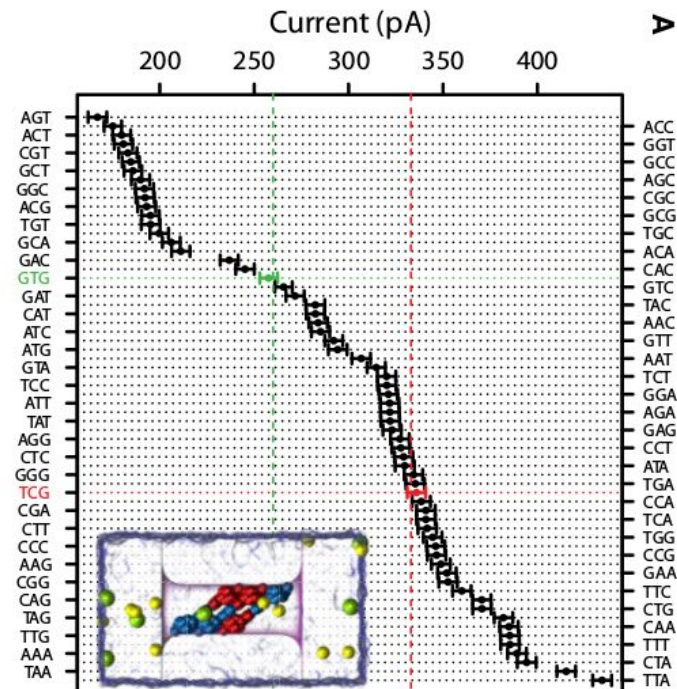 Current (pA)
A
200 250 300 350 400
AGT
ACC
ACT
GGT
CGT
GCC
GCT
AGC
GGC
CGC
ACG
GCG
TGT
TGC
GCA
ACA
GAC
CAC
GTG
GTC
GAT
TAC
CAT
AAC
ATC
GTT
ATG
AAT
GTA
TCT
TCC
GGA
ATT
AGA
TAT
GAG
AGG
CCT
CTC
ATA
GGG
TGA
TCG
CCA
CGA
TCA
CTT
TGG
CCC
CCG
AAG
GAA
CGG
TTC
CAG
CTG
TAG
CAA
TTG
TTT
AAA
CTA
TAA
TTA